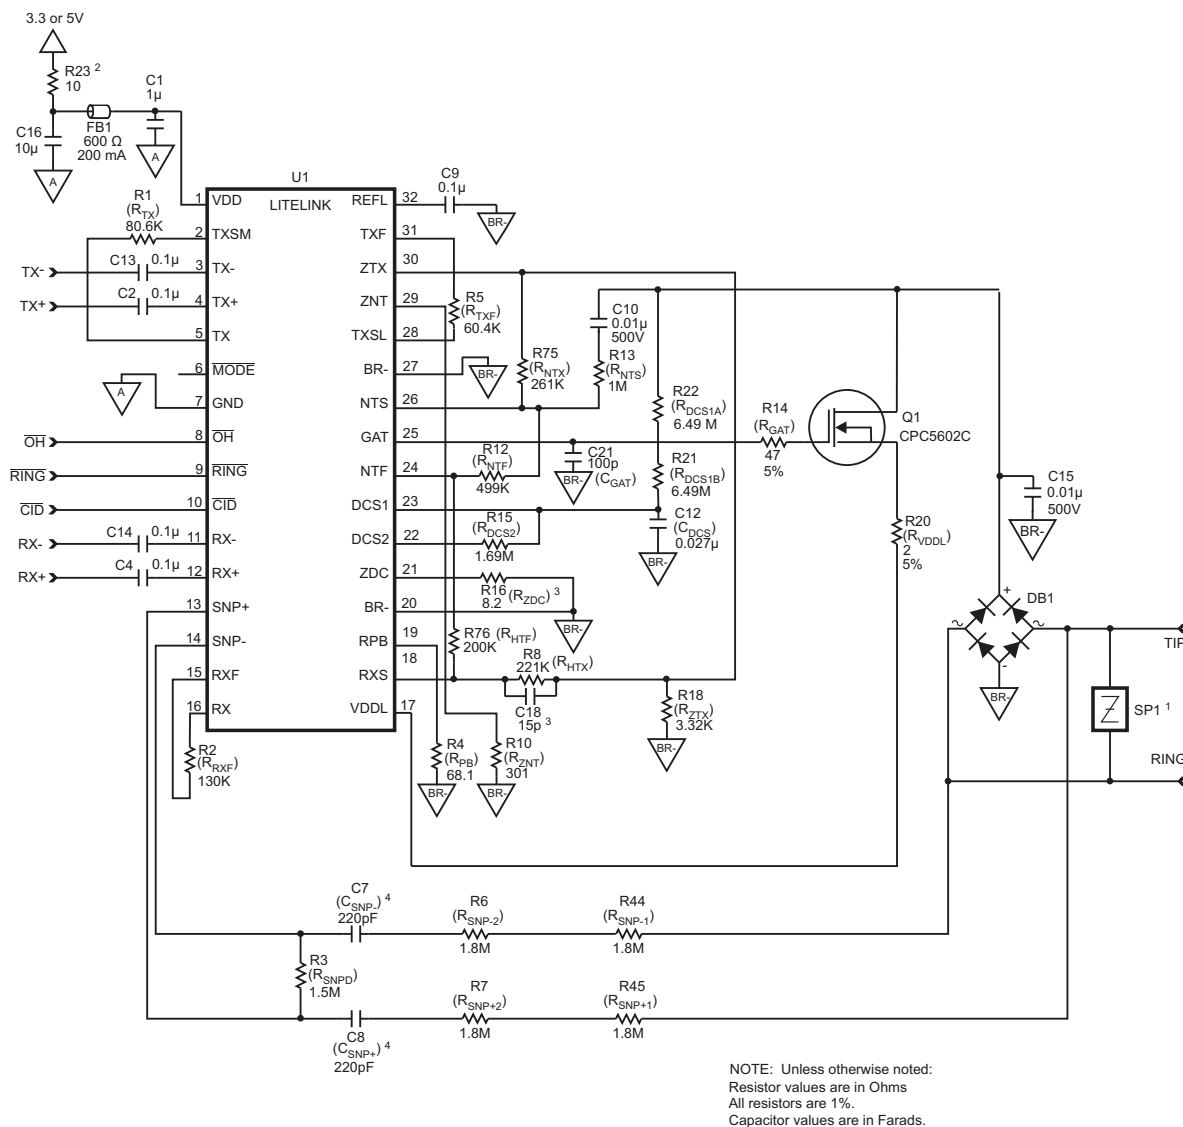 3.3 or 5V
R23 2
10
C1
1µ
C16
10µ
FB1
600 Ω
200 mA
A
A
U1
LITELINK
R1
(RTX)
80.6K
TX-
C13 0.1µ
TX+
C2 0.1µ
A
OH
RING
CID
RX-
C14 0.1µ
RX+
C4 0.1µ
1 VDD
2 TXSM
3 TX-
4 TX+
5 TX
6 MODE
7 GND
8 OH
9 RING
10 CID
11 RX-
12 RX+
13 SNP+
14 SNP-
15 RXF
16 RX
REFL 32
TXF 31
ZTX 30
ZNT 29
TXSL 28
BR- 27
NTS 26
GAT 25
NTF 24
DCS1 23
DCS2 22
ZDC 21
BR- 20
RPB 19
18
RXS
VDDL 17
C9
0.1µ
BR-
R5
(RTXF)
60.4K
BR-
R75
(RNTX)
261K
C10
0.01µ
500V
R13
(RNTS)
1M
R22
(RDCS1A)
6.49 M
R14
(RGAT)
47
5%
Q1
CPC5602C
R12
(RNTF)
499K
C21
100p
(CGAT)
BR-
R21
(RDCS1B)
6.49M
C15
0.01µ
500V
BR-
R15
(RDCS2)
1.69M
C12
(CDCS)
0.027µ
BR-
R20
(RVDDL)
2
5%
R16 (RZDC) 3
8.2
BR-
R76 (RHTF)
200K
R8
221K (RHTX)
C18
15p 3
R18
(RZTX)
3.32K
BR-
+
DB1
~
~
-
BR-
TIP
SP1 1
RING
R2
(RRXF)
130K
R4
(RPB)
68.1
BR-
R10
(RZNT)
301
BR-
C7
(CSNP-) 4
220pF
R6
(RSNP-2)
1.8M
R44
(RSNP-1)
1.8M
R3
(RSNPD)
1.5M
R7
(RSNP+2)
1.8M
R45
(RSNP+1)
1.8M
C8
(CSNP+) 4
220pF
NOTE: Unless otherwise noted:
Resistor values are in Ohms
All resistors are 1%.
Capacitor values are in Farads.